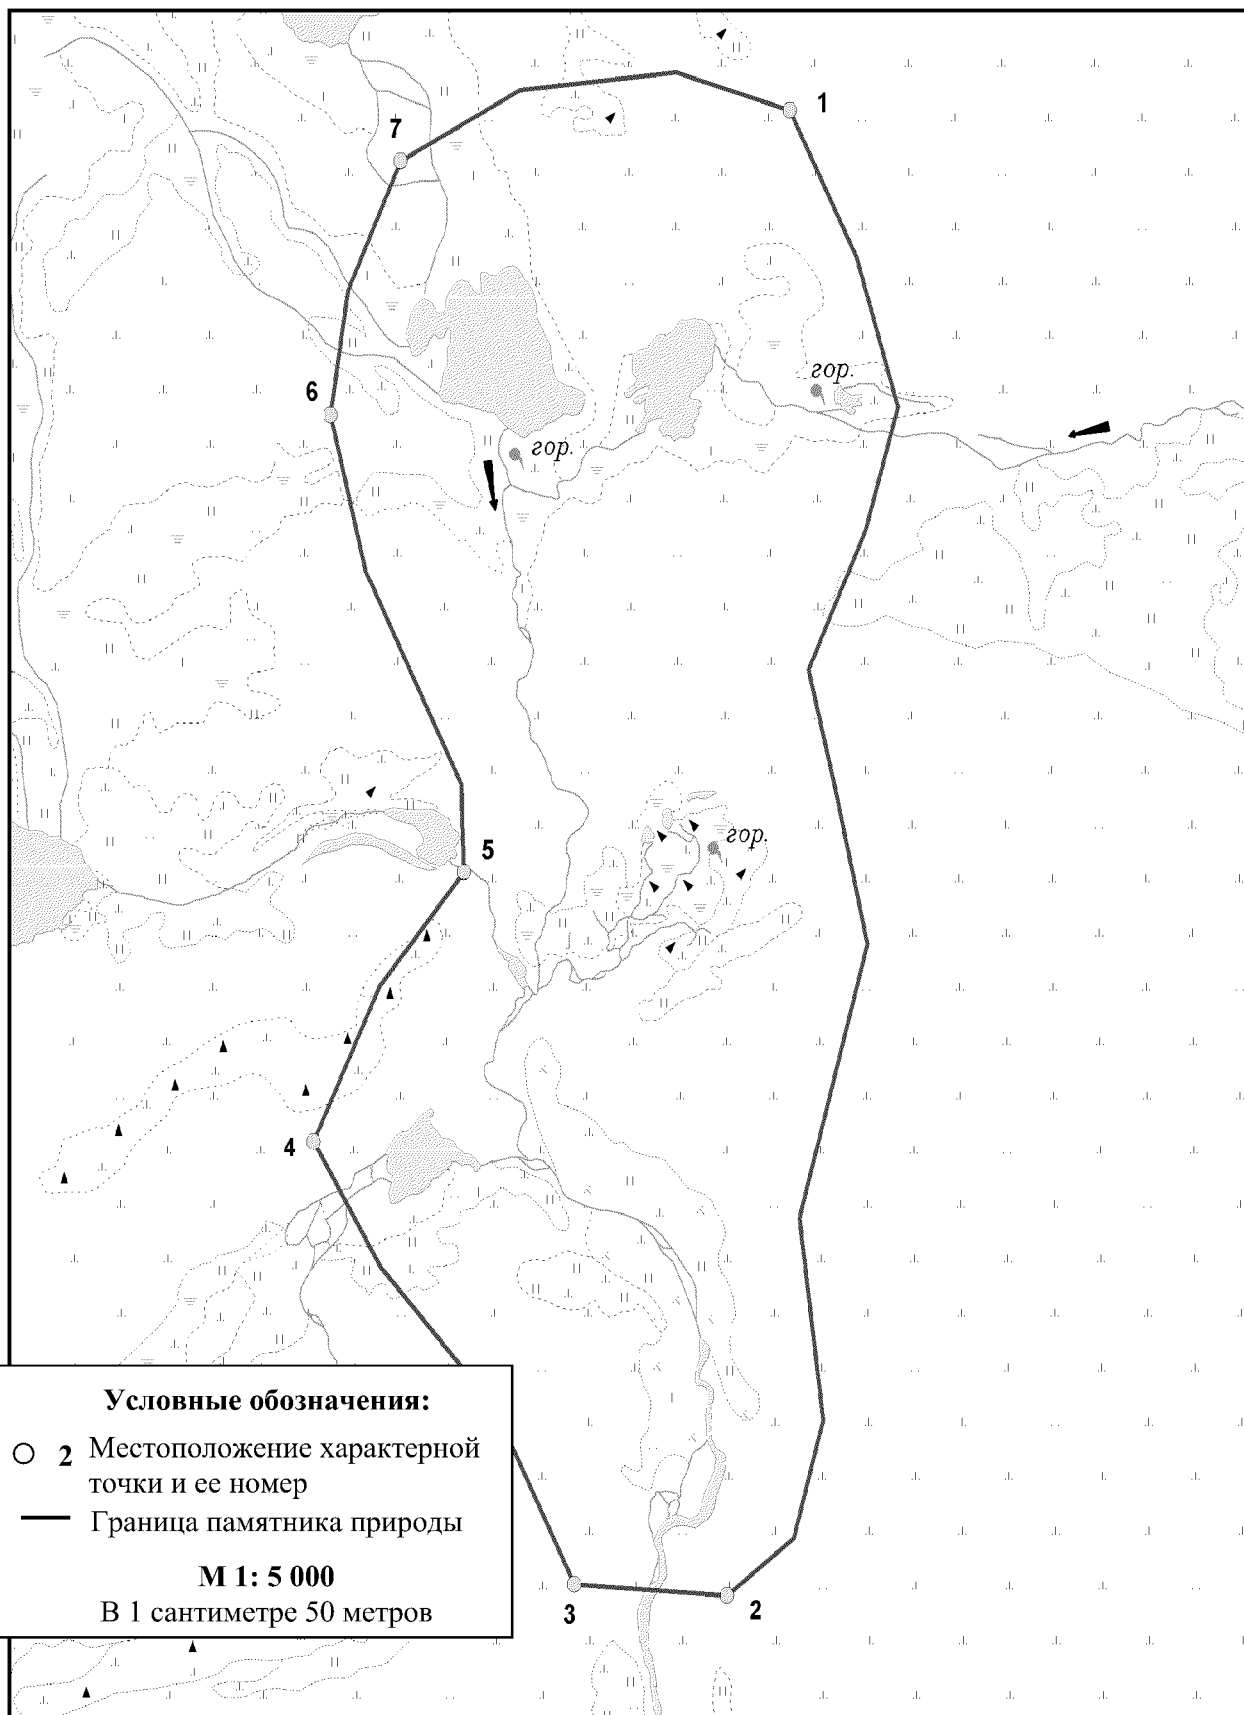 1
7
гор.
6
гор.
5
гор.
4
Условные обозначения:
2 Местоположение характерной
точки и ее номер
Граница памятника природы
М 1: 5 000
В 1 сантиметре 50 метров
3
2